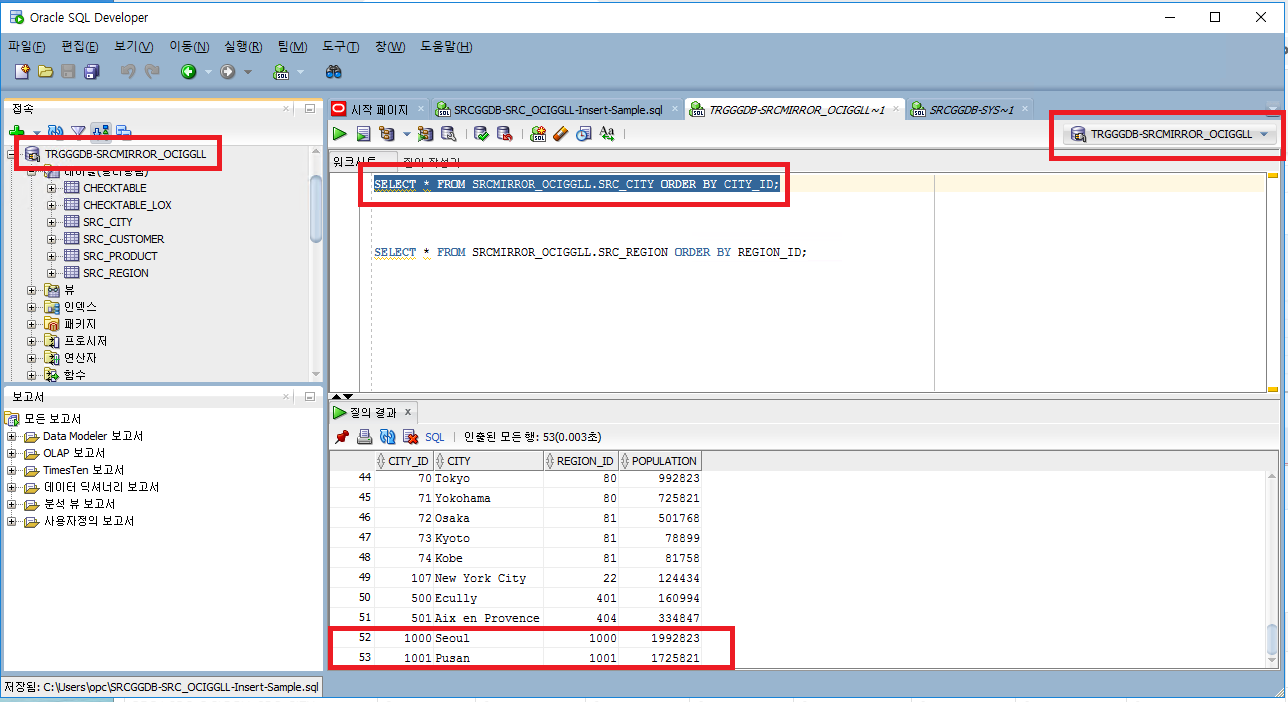 Oracle SQL Developer
파일(F) 편집(E) 보기(V) 이동(N) 실행(R) 팀(M) 도구(T) 창(W) 도움말(H)
접속
TRGGGDB-SRCMIRROR_OCIGGLL
테이블(필터링됨)
CHECKTABLE
CHECKTABLE_LOX
SRC_CITY
SRC_CUSTOMER
SRC_PRODUCT
SRC_REGION
뷰
인덱스
패키지
프로시저
연산자
함수
보고서
모든 보고서
Data Modeler 보고서
OLAP 보고서
TimesTen 보고서
데이터 딕셔너리 보고서
분석 뷰 보고서
사용자정의 보고서
시작 페이지 SRCGGDB-SRC_OCIGGLL-Insert-Sample.sql TRGGGDB-SRCMIRROR_OCIGGLL~1 SRCGGDB-SYS~1
TRGGGDB-SRCMIRROR_OCIGGLL
워크시트 질의 작성기
SELECT * FROM SRCMIRROR_OCIGGLL.SRC_CITY ORDER BY CITY_ID;
SELECT * FROM SRCMIRROR_OCIGGLL.SRC_REGION ORDER BY REGION_ID;
질의 결과 x
SQL | 인출된 모든 행: 53(0.003초)
CITY_ID CITY REGION_ID POPULATION
44 70 Tokyo 80 992823
45 71 Yokohama 80 725821
46 72 Osaka 81 501768
47 73 Kyoto 81 78899
48 74 Kobe 81 81758
49 107 New York City 22 124434
50 500 Ecully 401 160994
51 501 Aix en Provence 404 334847
52 1000 Seoul 1000 1992823
53 1001 Pusan 1001 1725821
저장됨: C:\Users\opc\SRCGGDB-SRC_OCIGGLL-Insert-Sample.sql